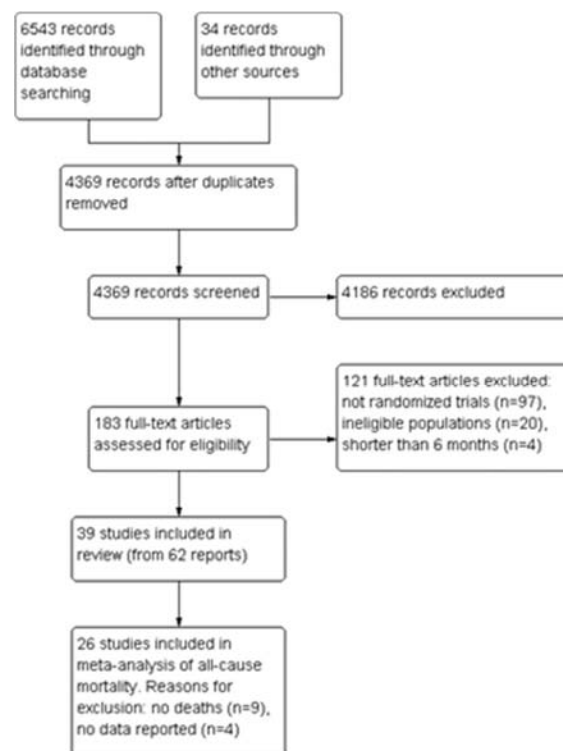 6543 records
identified through
database
searching
34 records
identified through
other sources
4369 records after duplicates
removed
4369 records screened
4186 records excluded
183 full-text articles
assessed for eligibility
121 full-text articles excluded:
not randomized trials (n=97),
ineligible populations (n=20),
shorter than 6 months (n=4)
39 studies included in
review (from 62 reports)
26 studies included in
meta-analysis of all-cause
mortality. Reasons for
exclusion: no deaths (n=9),
no data reported (n=4)